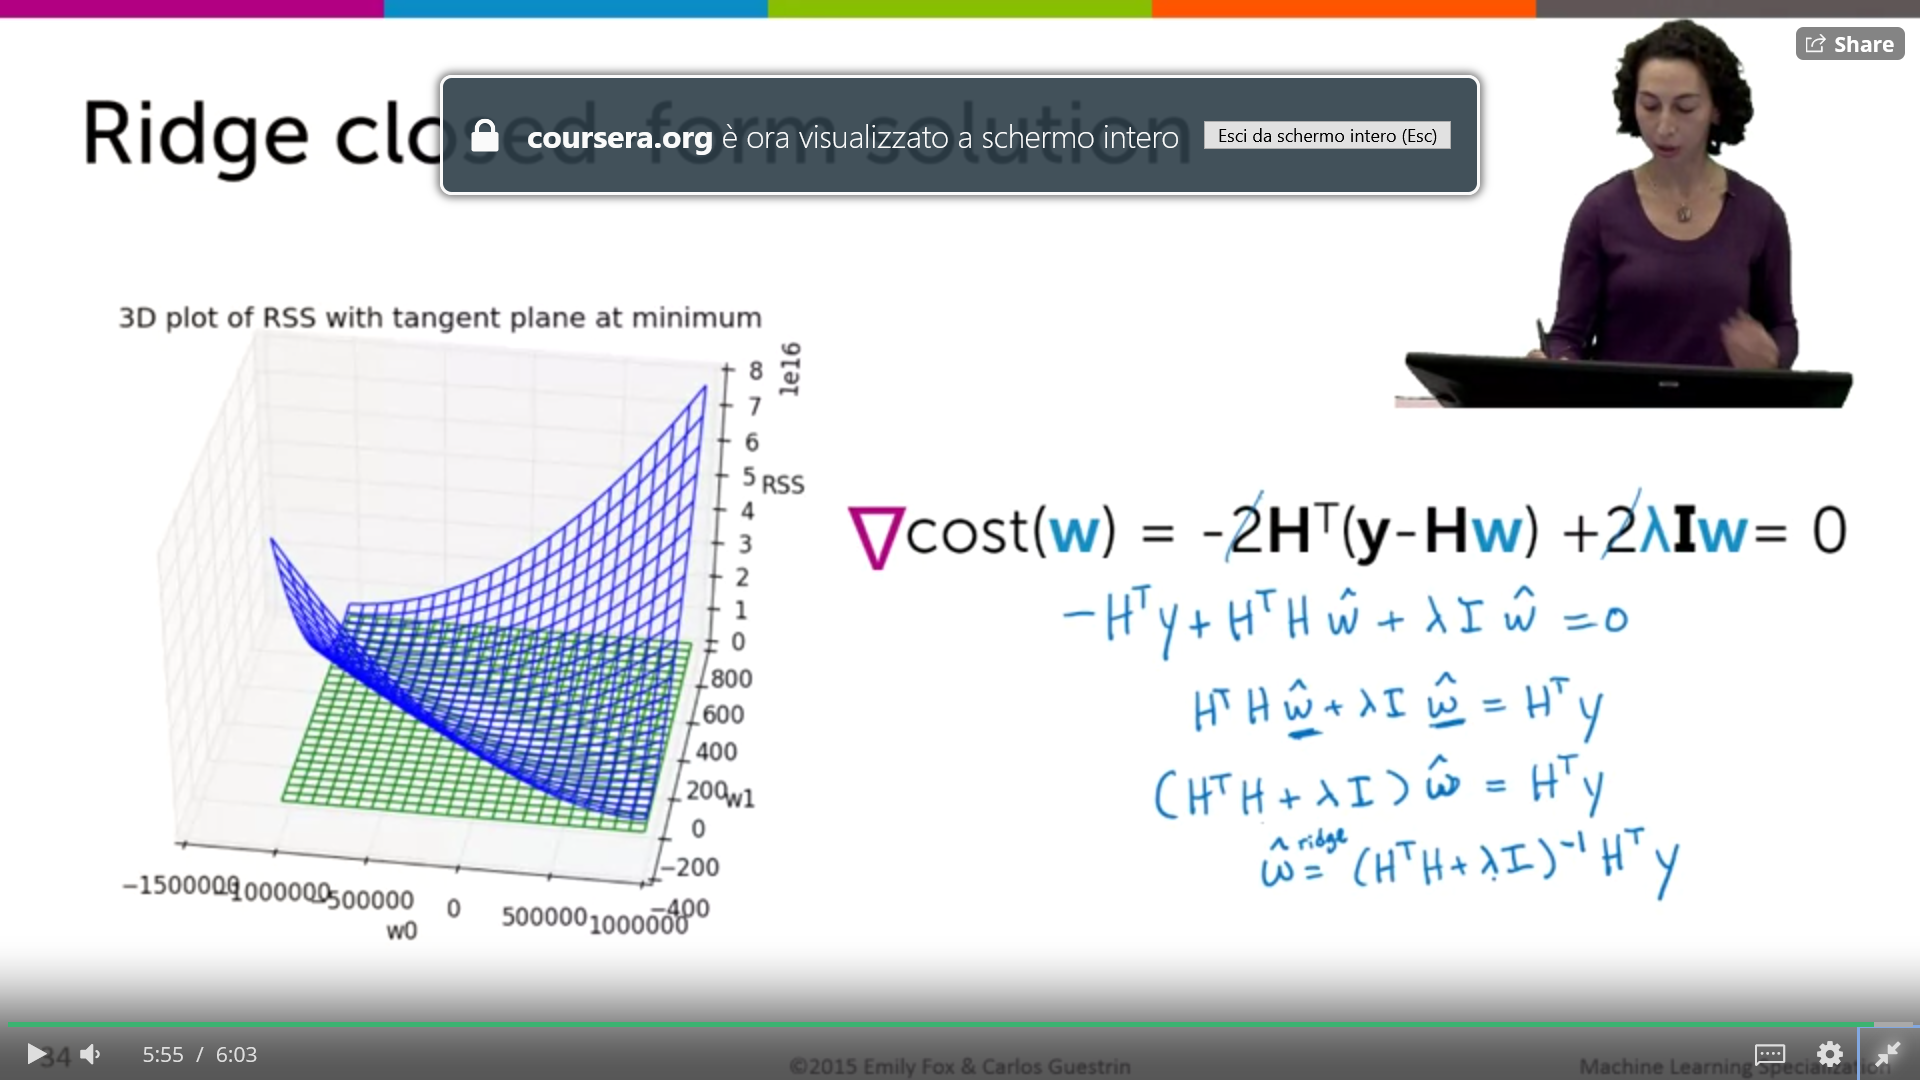 Share
Ridge closed-form solution
coursera.org è ora visualizzato a schermo intero Esci da schermo intero (Esc)
3D plot of RSS with tangent plane at minimum
1e16
8
7
6
5
4
3
2
1
0
RSS
800
600
400
200
0
−200
−400
w1
−1500000
−1000000
−500000
0
500000
1000000
w0
∇cost(w) = -2Hᵀ(y-Hw) +2λIw= 0
−Hᵀy + HᵀH ŵ + λ I ŵ = 0
HᵀH ŵ + λ I ŵ = Hᵀy
(HᵀH + λ I) ŵ = Hᵀy
ŵ ridge = (HᵀH + λI)⁻¹ Hᵀy
34
5:55 / 6:03
©2015 Emily Fox & Carlos Guestrin
Machine Learning Specialization